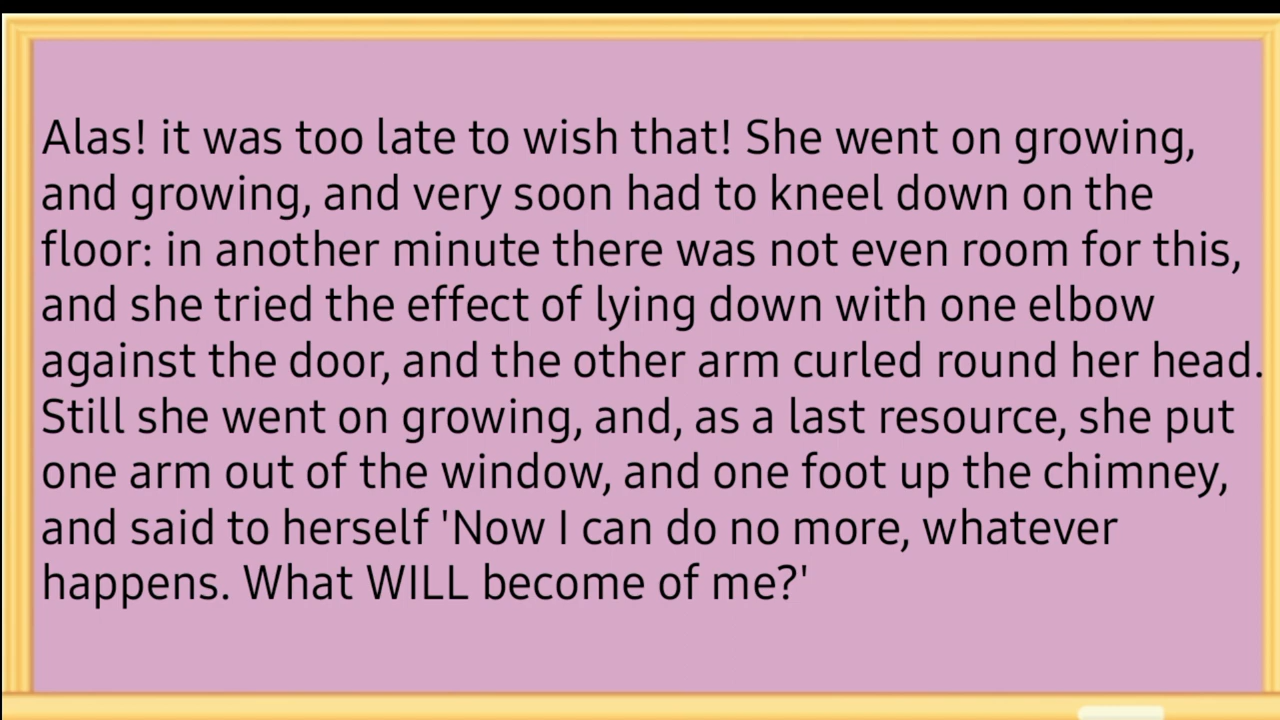 Alas! it was too late to wish that! She went on growing,
and growing, and very soon had to kneel down on the
floor: in another minute there was not even room for this,
and she tried the effect of lying down with one elbow
against the door, and the other arm curled round her head.
Still she went on growing, and, as a last resource, she put
one arm out of the window, and one foot up the chimney,
and said to herself 'Now I can do no more, whatever
happens. What WILL become of me?'